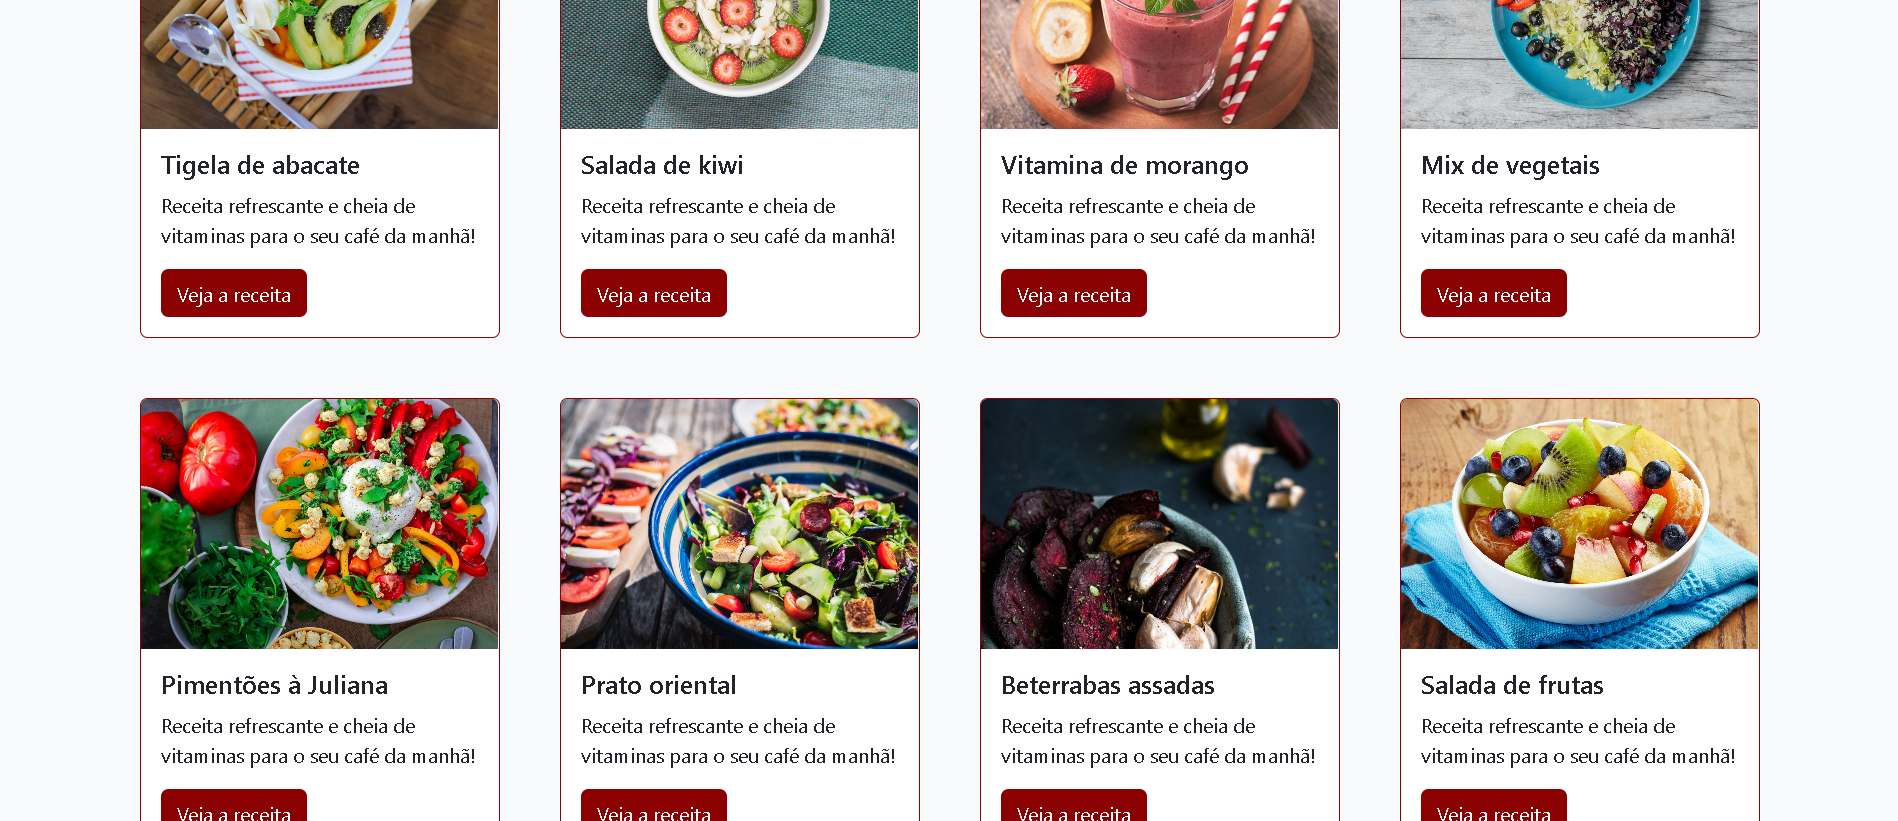 Tigela de abacate
Receita refrescante e cheia de
vitaminas para o seu café da manhã!
Veja a receita
Salada de kiwi
Receita refrescante e cheia de
vitaminas para o seu café da manhã!
Veja a receita
Vitamina de morango
Receita refrescante e cheia de
vitaminas para o seu café da manhã!
Veja a receita
Mix de vegetais
Receita refrescante e cheia de
vitaminas para o seu café da manhã!
Veja a receita
Pimentões à Juliana
Receita refrescante e cheia de
vitaminas para o seu café da manhã!
Veja a receita
Prato oriental
Receita refrescante e cheia de
vitaminas para o seu café da manhã!
Veja a receita
Beterrabas assadas
Receita refrescante e cheia de
vitaminas para o seu café da manhã!
Veja a receita
Salada de frutas
Receita refrescante e cheia de
vitaminas para o seu café da manhã!
Veja a receita